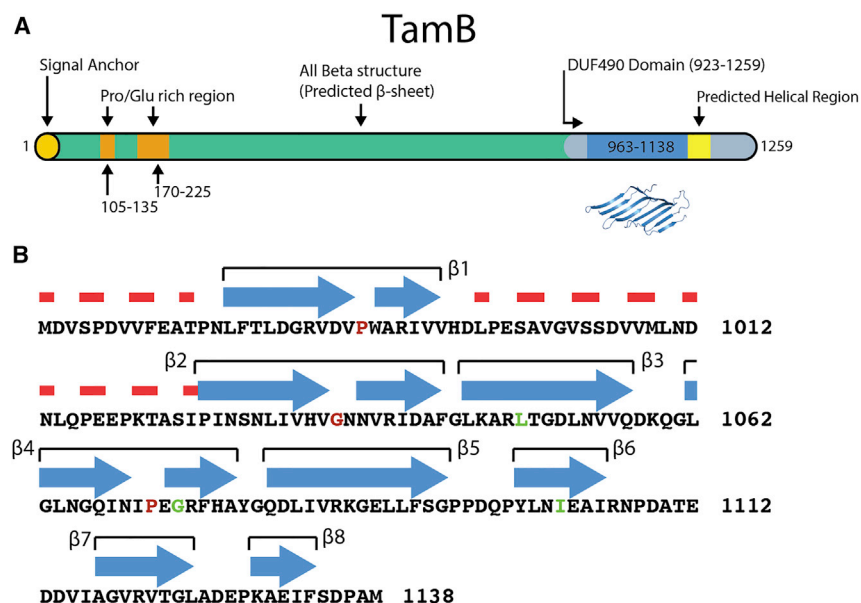 A
TamB
Signal Anchor
DUF490 Domain (923-1259)
All Beta structure
(Predicted β-sheet)
Pro/Glu rich region
Predicted Helical Region
1
963-1138
1259
170-225
105-135
B
β1
MDVSPDVVFEATPNLFTLDGRVDVPWARIVVHDLPESAVGVSSDVVMLND 1012
β2
β3
NLQPEEPKTASIPINSNLIVHVGNNVRIDAFGLKARLTGDLNVVQDKQGL 1062
β4
β5
β6
GLNGQINIPEGRFHAYGQDLIVRKGELLFSGPPDQPYLNIEAIRNPDATE 1112
β7
β8
DDVIAGVRVTGLADEPKAEIFSDPAM 1138